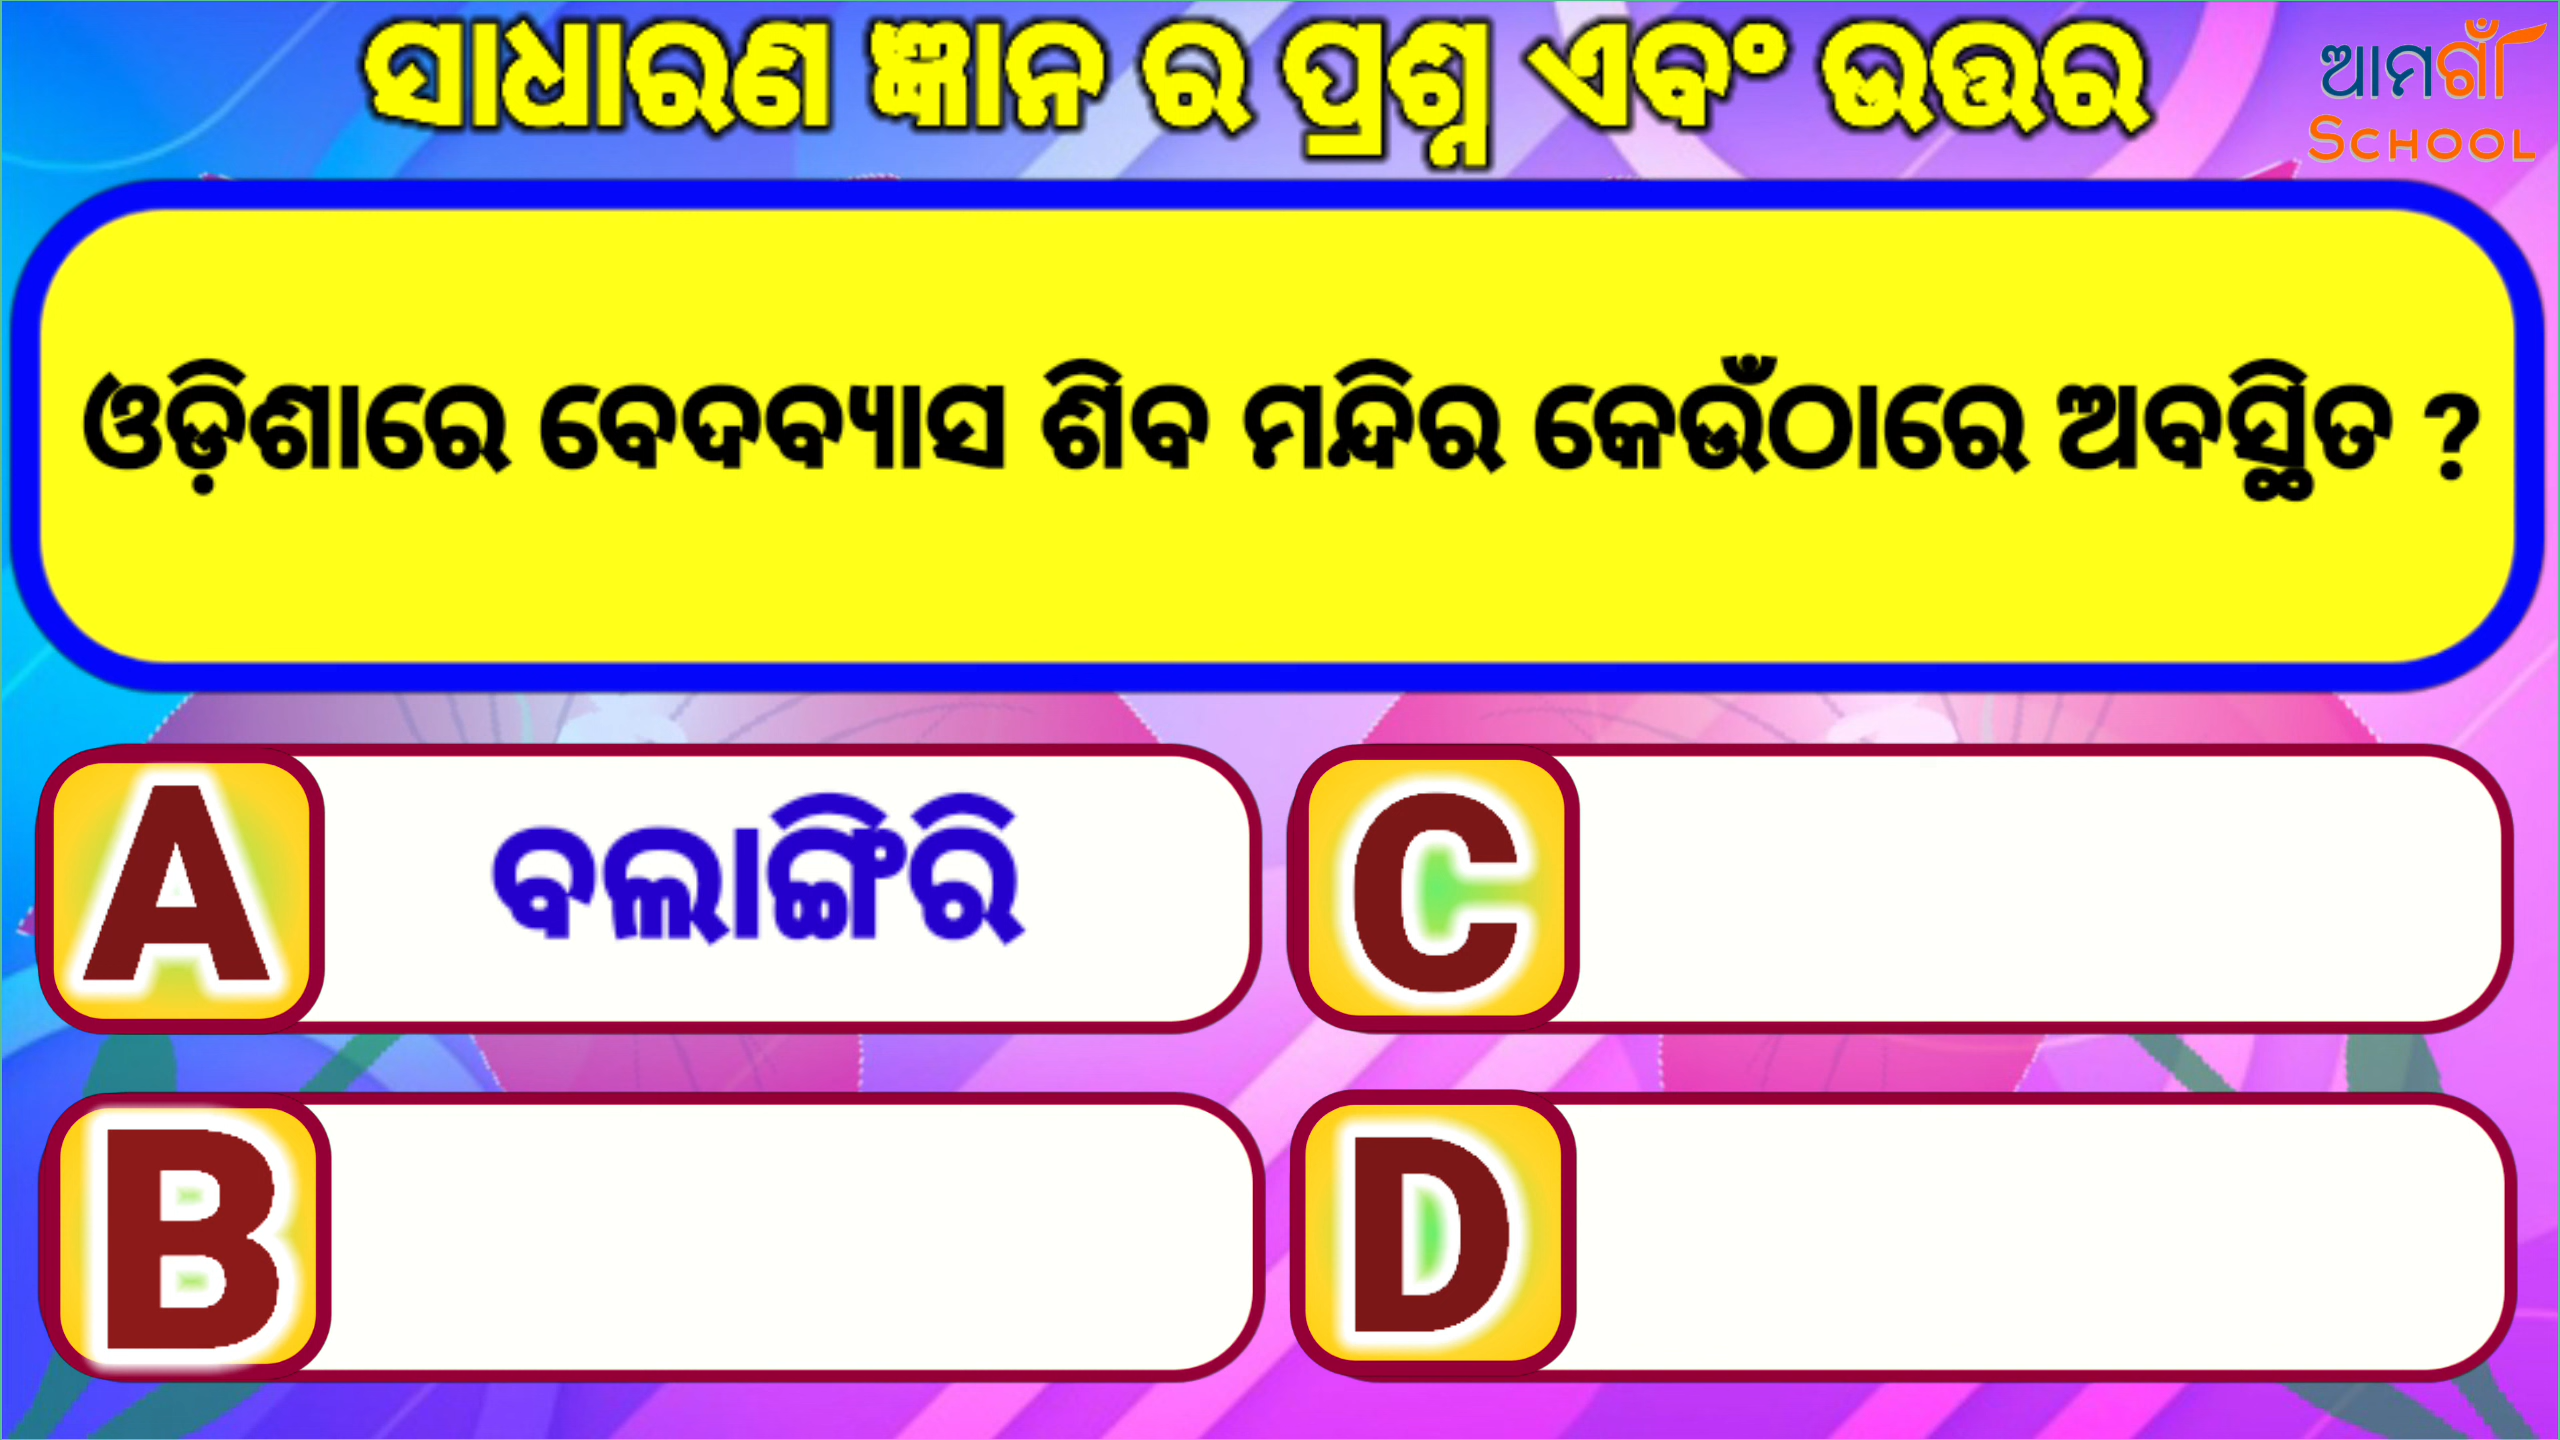 ସାଧାରଣ ଜ୍ଞାନ ର ପ୍ରଶ୍ନ ଏବଂ ଉତ୍ତର
ଆମଗାଁ
SCHOOL
ଓଡ଼ିଶାରେ ବେଦବ୍ୟାସ ଶିବ ମନ୍ଦିର କେଉଁଠାରେ ଅବସ୍ଥିତ ?
A ବଲାଙ୍ଗିରି
C
B
D